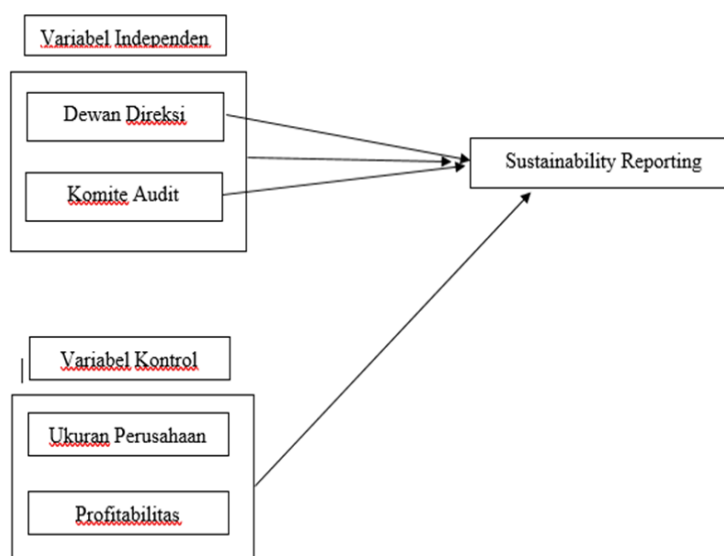 Variabel Independen
Dewan Direksi
Komite Audit
Sustainability Reporting
Variabel Kontrol
Ukuran Perusahaan
Profitabilitas